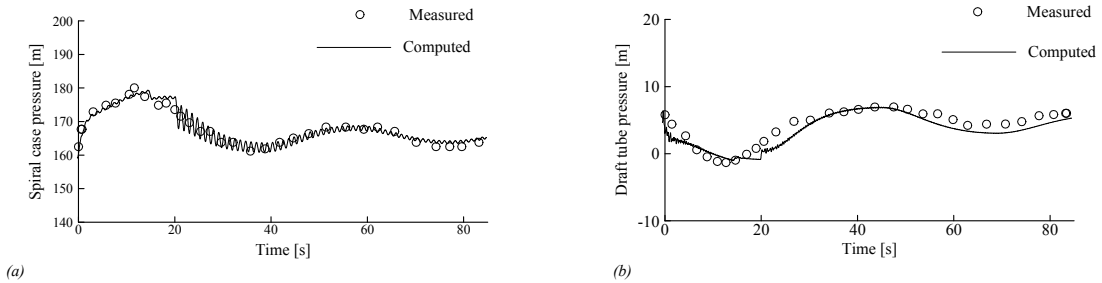 200
190
180
170
160
150
140
Spiral case pressure [m]
Measured
Computed
0
20
40
60
80
Time [s]
(a)
20
10
0
-10
Draft tube pressure [m]
Measured
Computed
0
20
40
60
80
Time [s]
(b)